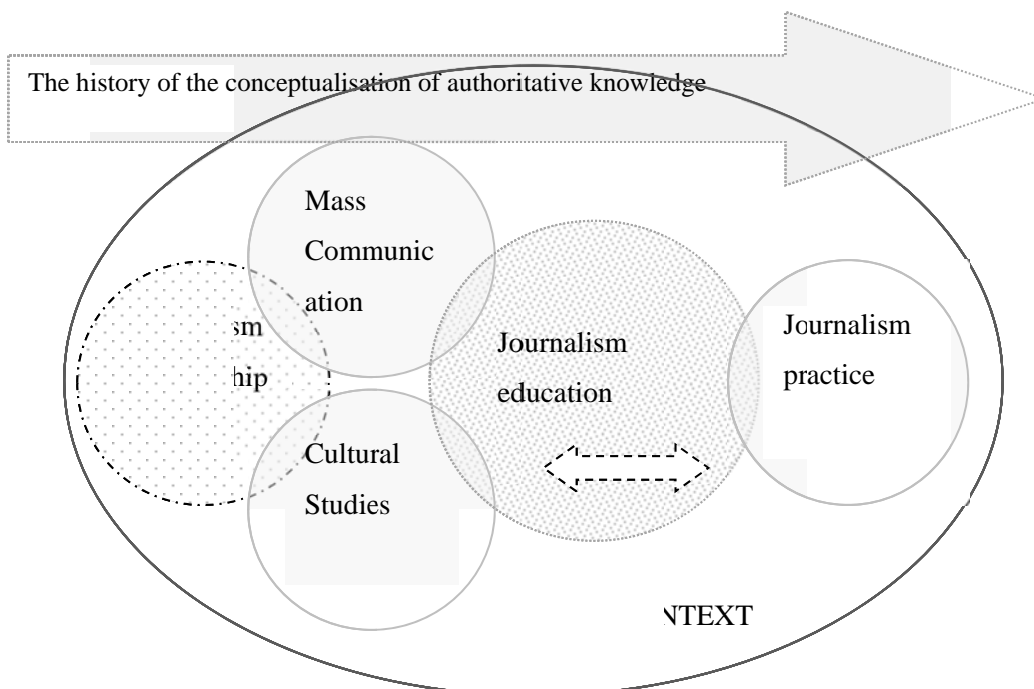 The history of the conceptualisation of authoritative knowledge
Mass
Communic
ation
sm
hip
Cultural
Studies
Journalism
education
Journalism
practice
NTEXT